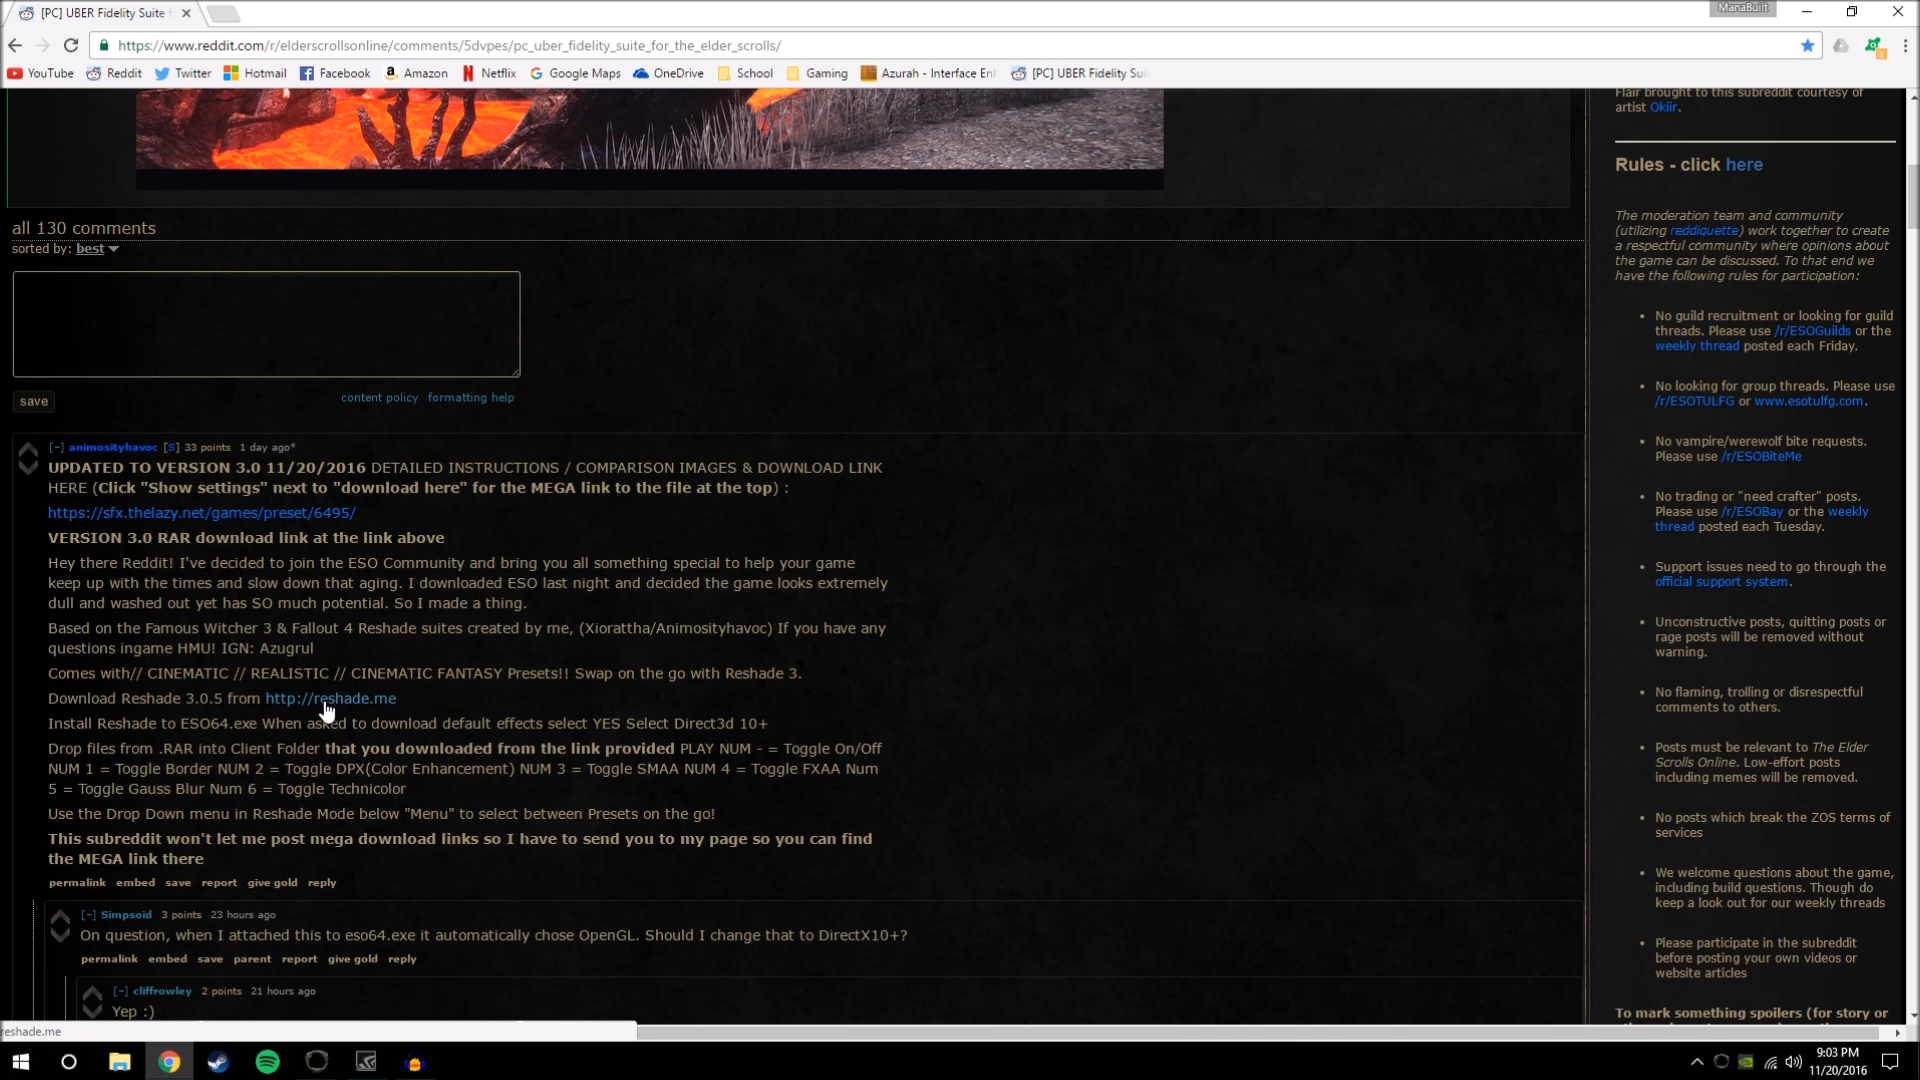 [PC] UBER Fidelity Suite f
ManaBuilt
https://www.reddit.com/r/elderscrollsonline/comments/5dvpes/pc_uber_fidelity_suite_for_the_elder_scrolls/
YouTube Reddit Twitter Hotmail Facebook Amazon Netflix Google Maps OneDrive School Gaming Azurah - Interface Enh [PC] UBER Fidelity Sui
all 130 comments
sorted by: best
save
content policy formatting help
[-] animosityhavoc [S] 33 points 1 day ago*
UPDATED TO VERSION 3.0 11/20/2016 DETAILED INSTRUCTIONS / COMPARISON IMAGES & DOWNLOAD LINK
HERE (Click "Show settings" next to "download here" for the MEGA link to the file at the top) :
https://sfx.thelazy.net/games/preset/6495/
VERSION 3.0 RAR download link at the link above
Hey there Reddit! I've decided to join the ESO Community and bring you all something special to help your game
keep up with the times and slow down that aging. I downloaded ESO last night and decided the game looks extremely
dull and washed out yet has SO much potential. So I made a thing.
Based on the Famous Witcher 3 & Fallout 4 Reshade suites created by me, (Xiorattha/Animosityhavoc) If you have any
questions ingame HMU! IGN: Azugrul
Comes with// CINEMATIC // REALISTIC // CINEMATIC FANTASY Presets!! Swap on the go with Reshade 3.
Download Reshade 3.0.5 from http://reshade.me
Install Reshade to ESO64.exe When asked to download default effects select YES Select Direct3d 10+
Drop files from .RAR into Client Folder that you downloaded from the link provided PLAY NUM - = Toggle On/Off
NUM 1 = Toggle Border NUM 2 = Toggle DPX(Color Enhancement) NUM 3 = Toggle SMAA NUM 4 = Toggle FXAA Num
5 = Toggle Gauss Blur Num 6 = Toggle Technicolor
Use the Drop Down menu in Reshade Mode below "Menu" to select between Presets on the go!
This subreddit won't let me post mega download links so I have to send you to my page so you can find
the MEGA link there
permalink embed save report give gold reply
[-] Simpsoid 3 points 23 hours ago
On question, when I attached this to eso64.exe it automatically chose OpenGL. Should I change that to DirectX10+?
permalink embed save parent report give gold reply
[-] cliffrowley 2 points 21 hours ago
Yep :)
Flair brought to this subreddit courtesy of
artist Okiir.
Rules - click here
The moderation team and community
(utilizing reddiquette) work together to create
a respectful community where opinions about
the game can be discussed. To that end we
have the following rules for participation:
• No guild recruitment or looking for guild
threads. Please use /r/ESOGuilds or the
weekly thread posted each Friday.
• No looking for group threads. Please use
/r/ESOTULFG or www.esotulfg.com.
• No vampire/werewolf bite requests.
Please use /r/ESOBiteMe
• No trading or "need crafter" posts.
Please use /r/ESOBay or the weekly
thread posted each Tuesday.
• Support issues need to go through the
official support system.
• Unconstructive posts, quitting posts or
rage posts will be removed without
warning.
• No flaming, trolling or disrespectful
comments to others.
• Posts must be relevant to The Elder
Scrolls Online. Low-effort posts
including memes will be removed.
• No posts which break the ZOS terms of
services
• We welcome questions about the game,
including build questions. Though do
keep a look out for our weekly threads
• Please participate in the subreddit
before posting your own videos or
website articles
To mark something spoilers (for story or
reshade.me
9:03 PM
11/20/2016